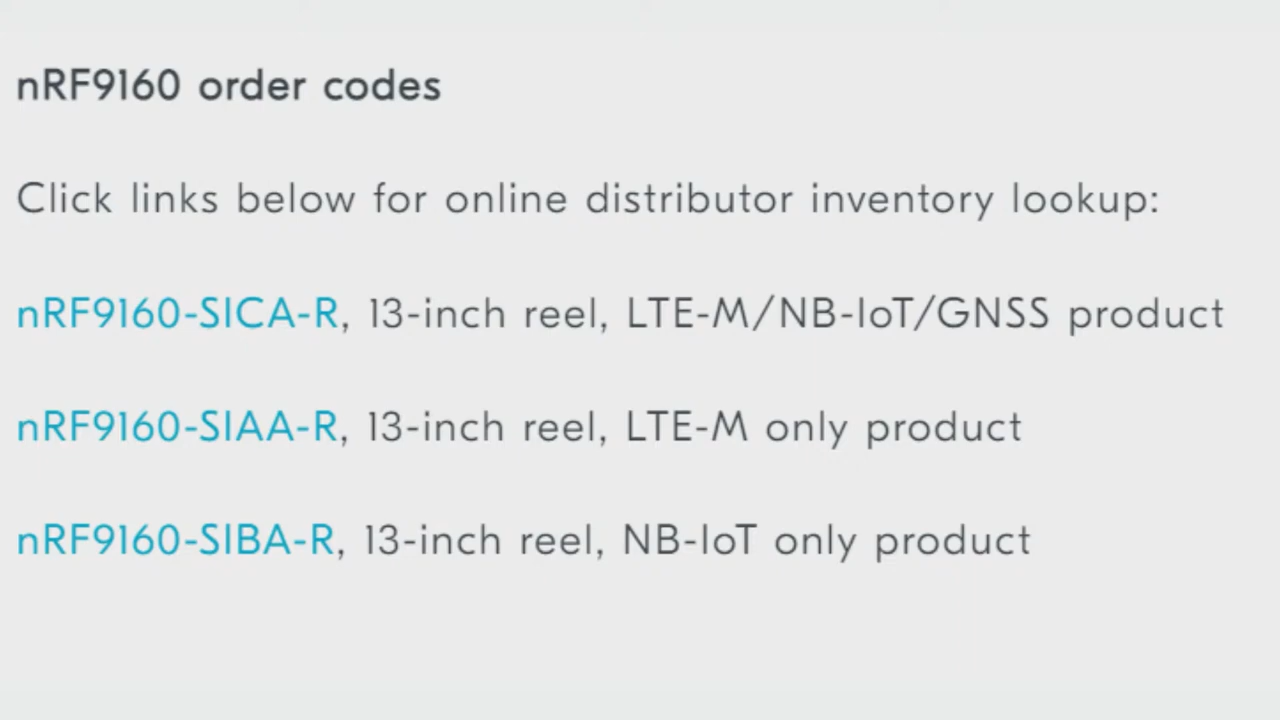 nRF9160 order codes
Click links below for online distributor inventory lookup:
nRF9160-SICA-R, 13-inch reel, LTE-M/NB-IoT/GNSS product
nRF9160-SIAA-R, 13-inch reel, LTE-M only product
nRF9160-SIBA-R, 13-inch reel, NB-IoT only product